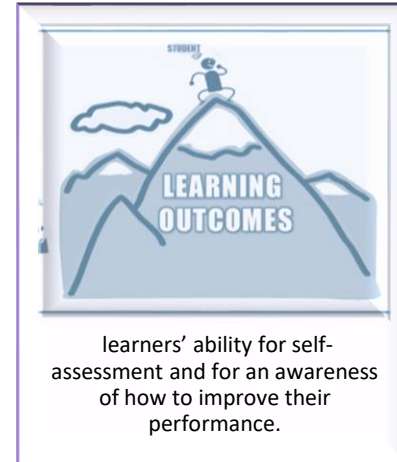 STUDENT
LEARNING
OUTCOMES
learners’ ability for self-
assessment and for an awareness
of how to improve their
performance.